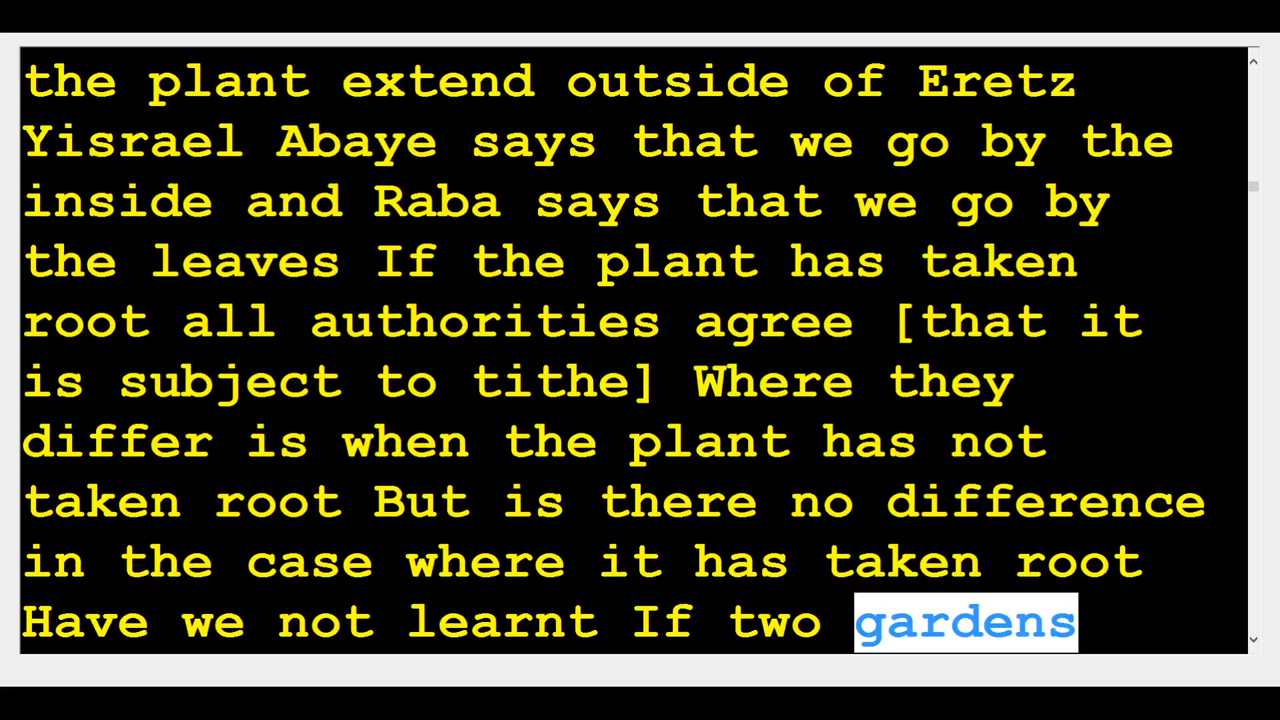 the plant extend outside of Eretz
Yisrael Abaye says that we go by the
inside and Raba says that we go by
the leaves If the plant has taken
root all authorities agree [that it
is subject to tithe] Where they
differ is when the plant has not
taken root But is there no difference
in the case where it has taken root
Have we not learnt If two gardens